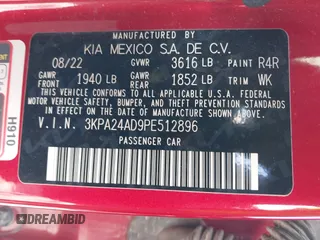 KIA MEXICO S.A. DE C.V.
08/22 GVWR 3616 LB PAINT R4R
GAWR FRONT 1940 LB GAWR REAR 1852 LB TRIM WK
THIS VEHICLE CONFORMS TO ALL APPLICABLE U.S. FEDERAL
MOTOR VEHICLE SAFETY, BUMPER, AND THEFT PREVENTION
STANDARDS IN EFFECT ON THE DATE OF MANUFACTURE SHOWN
ABOVE.
V.I.N. 3KPA24AD9PE512896
PASSENGER CAR
H910
DREAMBID